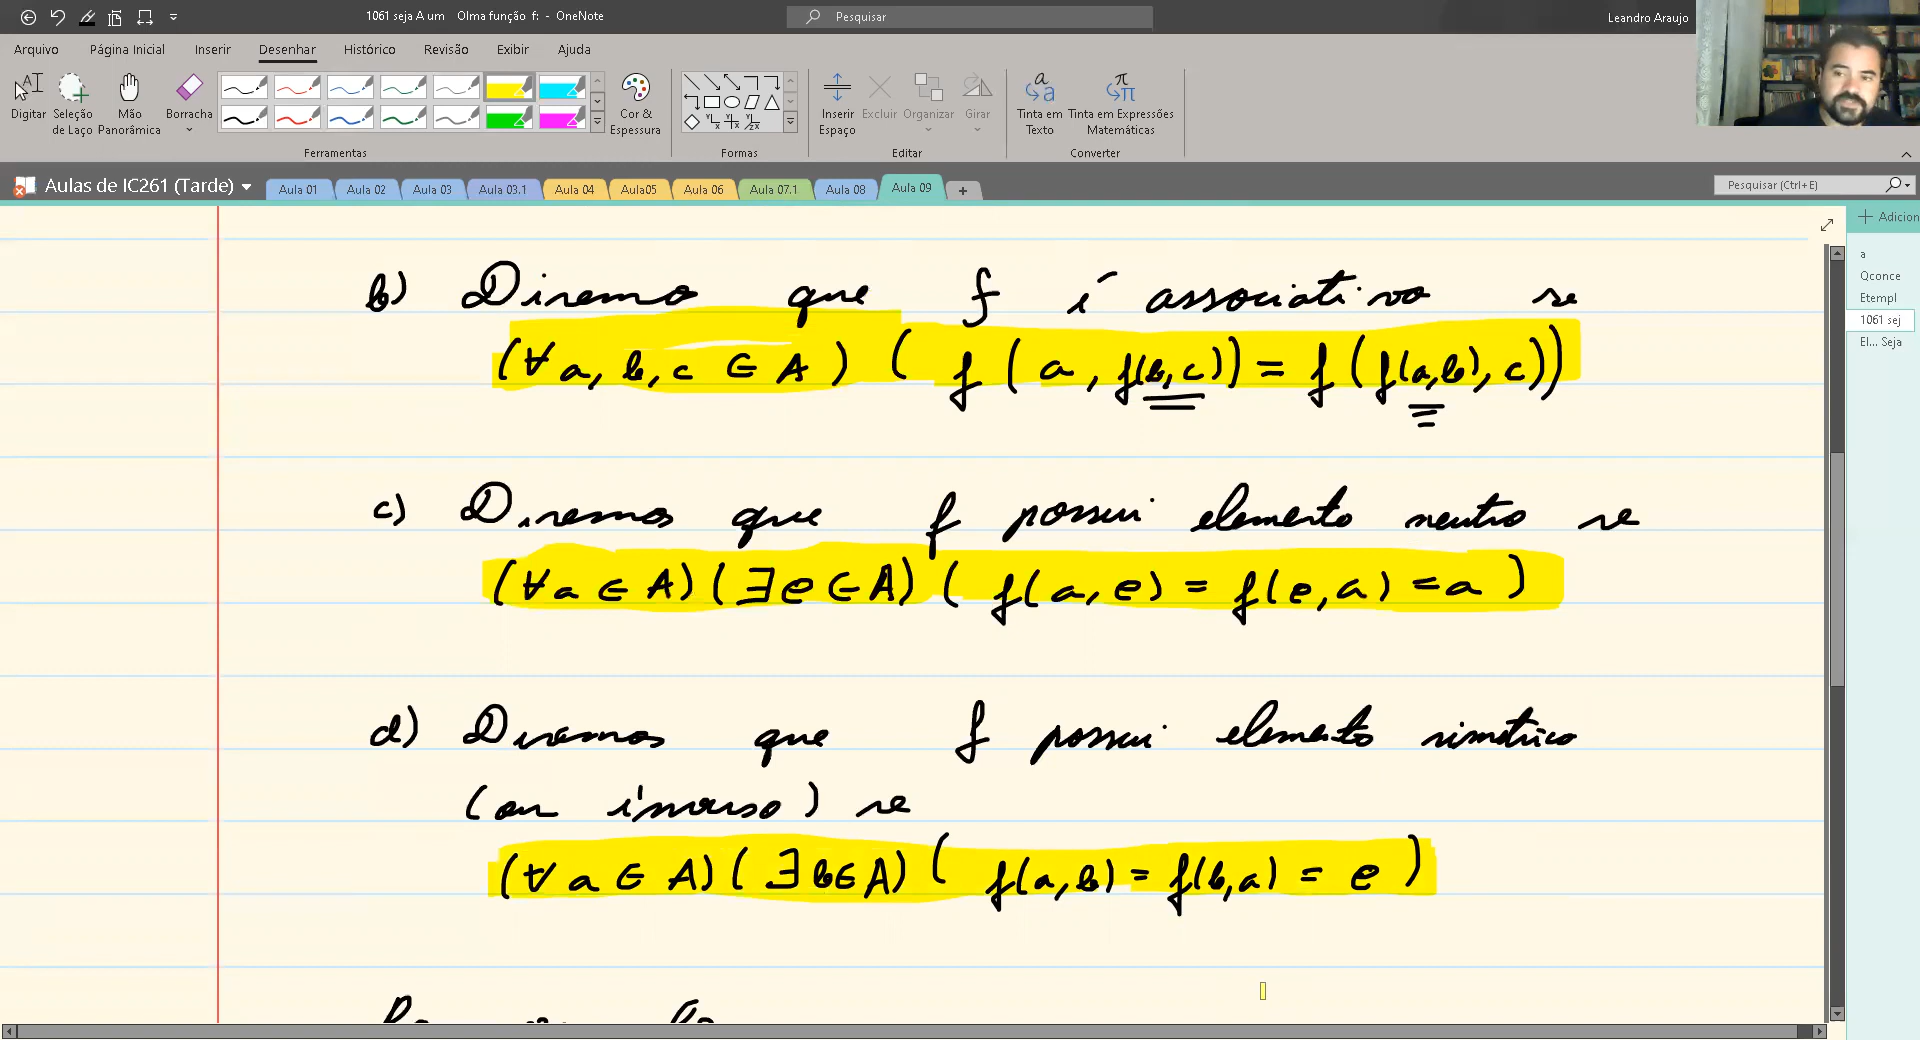 1061 seja A um Olma função f: - OneNote
Pesquisar
Leandro Araujo
Arquivo Página Inicial Inserir Desenhar Histórico Revisão Exibir Ajuda
Digitar
Seleção de Laço
Mão Panorâmica
Borracha
Cor & Espessura
Inserir Espaço
Excluir
Organizar
Girar
Tinta em Texto
Tinta em Expressões Matemáticas
Ferramentas Formas Editar Converter
Aulas de IC261 (Tarde) Aula 01 Aula 02 Aula 03 Aula 03.1 Aula 04 Aula05 Aula 06 Aula 07.1 Aula 08 Aula 09
Pesquisar (Ctrl+E)
Adicion
a
Qconce
Etempl
1061 sej
El... Seja
b) Diremo que f é associativo se
(∀a, b, c ∈ A) ( f ( a, f(b, c)) = f ( f(a,b), c))
c) Diremos que f possui elemento neutro se
(∀a ∈ A) (∃e ∈ A) ( f(a, e) = f(e, a) = a )
d) Diremos que f possui elemento simétrico
(ou inverso) se
(∀ a ∈ A) ( ∃ b ∈ A) ( f(a, b) = f(b, a) = e )